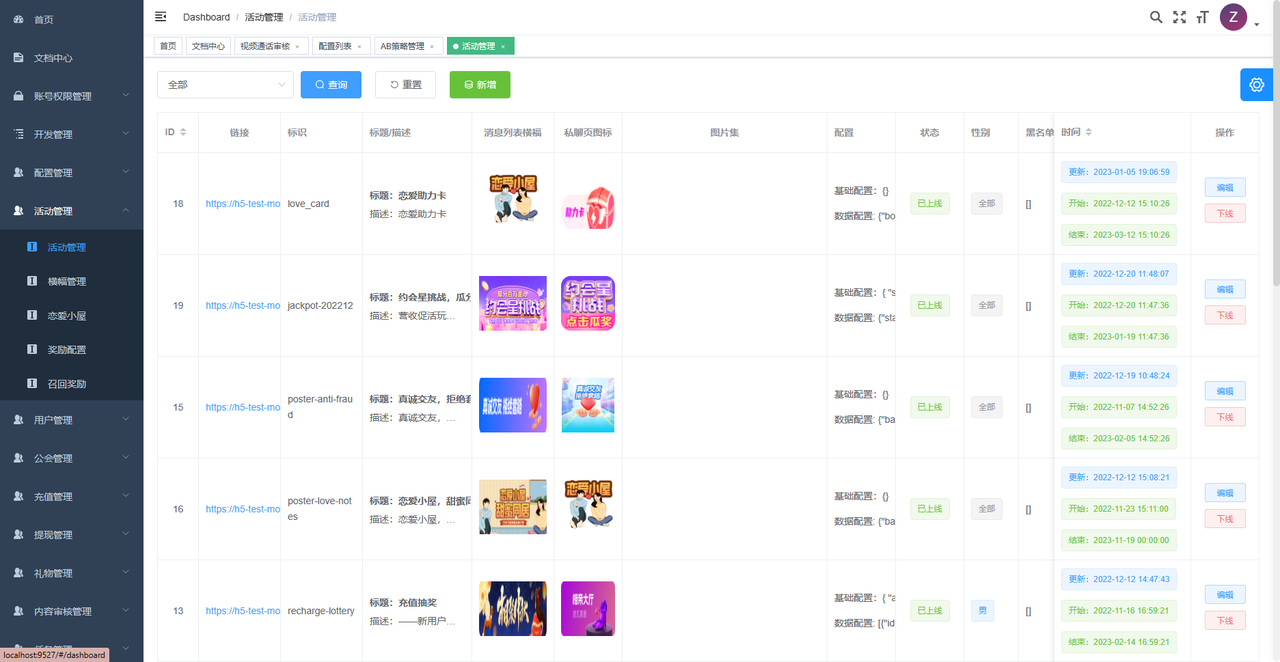 首页
文档中心
账号权限管理
开发管理
配置管理
活动管理
活动管理
横幅管理
恋爱小屋
奖励配置
召回奖励
用户管理
公会管理
充值管理
提现管理
礼物管理
内容审核管理
localhost:9527/#/dashboard
Dashboard / 活动管理 / 活动管理
Z
首页 文档中心 视频通话审核 × 配置列表 × AB策略管理 × 活动管理 ×
全部 查询 重置 新增
ID 链接 标识 标题/描述 消息列表横幅 私聊页图标 图片集 配置 状态 性别 黑名单 时间 操作
18 https://h5-test-mo love_card
标题：恋爱助力卡
描述：恋爱助力卡
恋爱小屋
助力卡
基础配置：{}
数据配置: {"bo
已上线 全部 []
更新：2023-01-05 19:06:59
开始：2022-12-12 15:10:26
结束：2023-03-12 15:10:26
编辑
下线
19 https://h5-test-mo jackpot-202212
标题：约会星挑战，瓜分
描述：营收促活玩...
约会星挑战
约会星
挑战
点击瓜奖
基础配置：{ "s
数据配置: {"sta
已上线 全部 []
更新：2022-12-20 11:48:07
开始：2022-12-20 11:47:36
结束：2023-01-19 11:47:36
编辑
下线
15 https://h5-test-mo
poster-anti-frau
d
标题：真诚交友，拒绝套
描述：真诚交友，...
真诚交友 拒绝套路
真诚交友
拒绝套路
基础配置：{}
数据配置: {"ba
已上线 全部 []
更新：2022-12-19 10:48:24
开始：2022-11-07 14:52:26
结束：2023-02-05 14:52:26
编辑
下线
16 https://h5-test-mo
poster-love-not
es
标题：恋爱小屋，甜蜜同
描述：恋爱小屋，...
恋爱小屋
甜蜜同居
恋爱小屋
基础配置：{}
数据配置: {"ba
已上线 全部 []
更新：2022-12-12 15:08:21
开始：2022-11-23 15:11:00
结束：2023-11-19 00:00:00
编辑
下线
13 https://h5-test-mo recharge-lottery
标题：充值抽奖
描述：——新用户...
基础配置：{ "a
数据配置: [{"id
已上线 男 []
更新：2022-12-12 14:47:43
开始：2022-11-16 16:59:21
结束：2023-02-14 16:59:21
编辑
下线